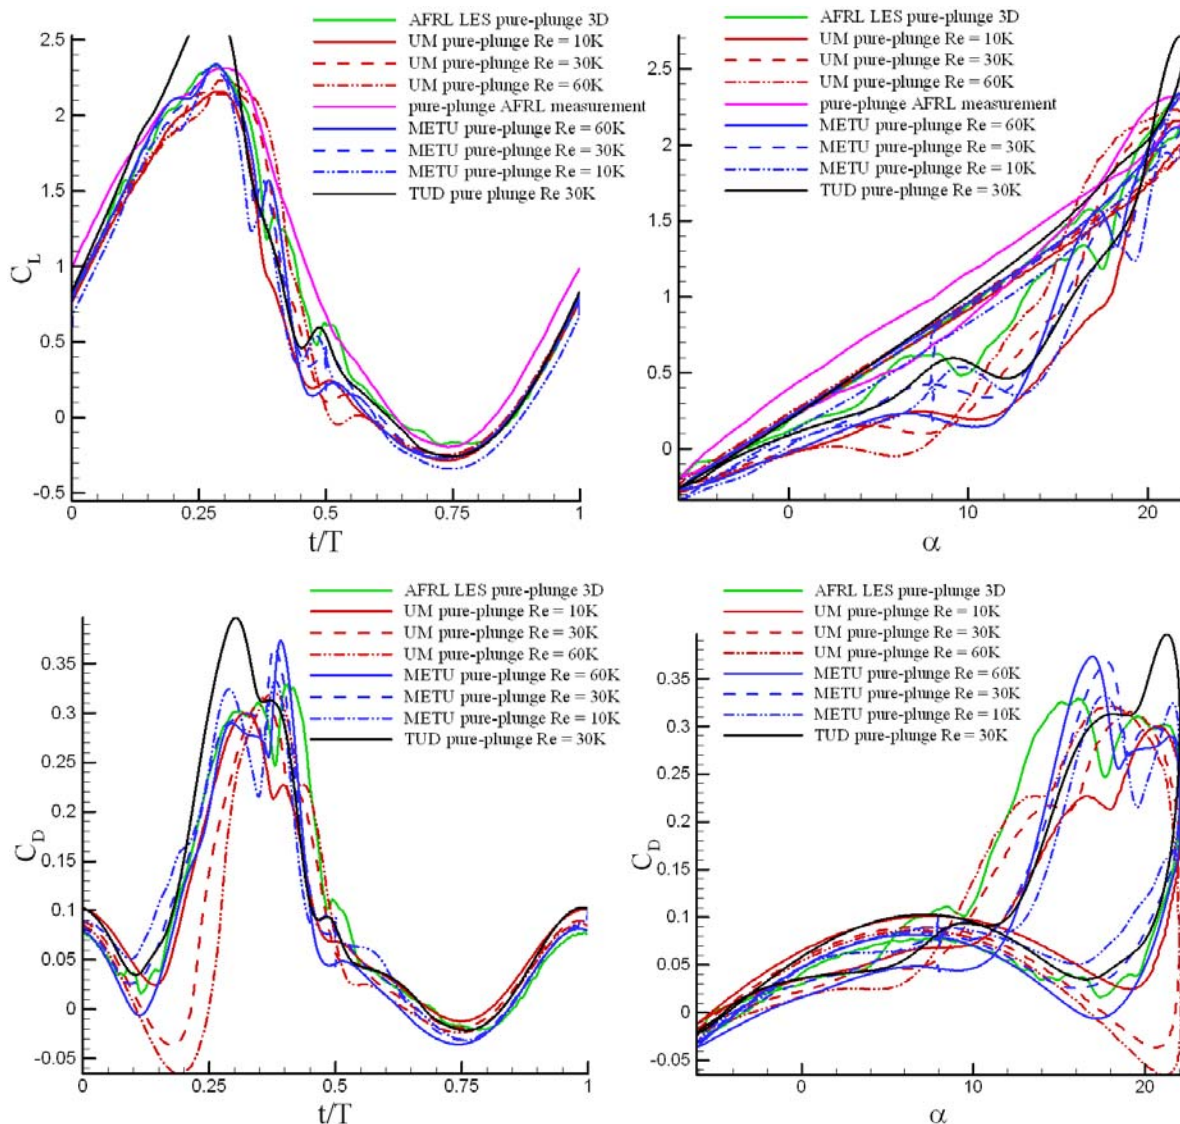 AFRL LES pure-plunge 3D
UM pure-plunge Re = 10K
UM pure-plunge Re = 30K
UM pure-plunge Re = 60K
pure-plunge AFRL measurement
METU pure-plunge Re = 60K
METU pure-plunge Re = 30K
METU pure-plunge Re = 10K
TUD pure plunge Re 30K
2.5
2
1.5
1
0.5
0
-0.5
C_L
0 0.25 0.5 0.75 1
t/T
AFRL LES pure-plunge 3D
UM pure-plunge Re = 10K
UM pure-plunge Re = 30K
UM pure-plunge Re = 60K
pure-plunge AFRL measurement
METU pure-plunge Re = 60K
METU pure-plunge Re = 30K
METU pure-plunge Re = 10K
TUD pure-plunge Re = 30K
2.5
2
1.5
1
0.5
0
0 10 20
α
AFRL LES pure-plunge 3D
UM pure-plunge Re = 10K
UM pure-plunge Re = 30K
UM pure-plunge Re = 60K
METU pure-plunge Re = 60K
METU pure-plunge Re = 30K
METU pure-plunge Re = 10K
TUD pure-plunge Re = 30K
0.35
0.3
0.25
0.2
0.15
0.1
0.05
0
-0.05
C_D
0 0.25 0.5 0.75 1
t/T
AFRL LES pure-plunge 3D
UM pure-plunge Re = 10K
UM pure-plunge Re = 30K
UM pure-plunge Re = 60K
METU pure-plunge Re = 60K
METU pure-plunge Re = 30K
METU pure-plunge Re = 10K
TUD pure-plunge Re = 30K
0.35
0.3
0.25
0.2
0.15
0.1
0.05
0
-0.05
C_D
0 10 20
α